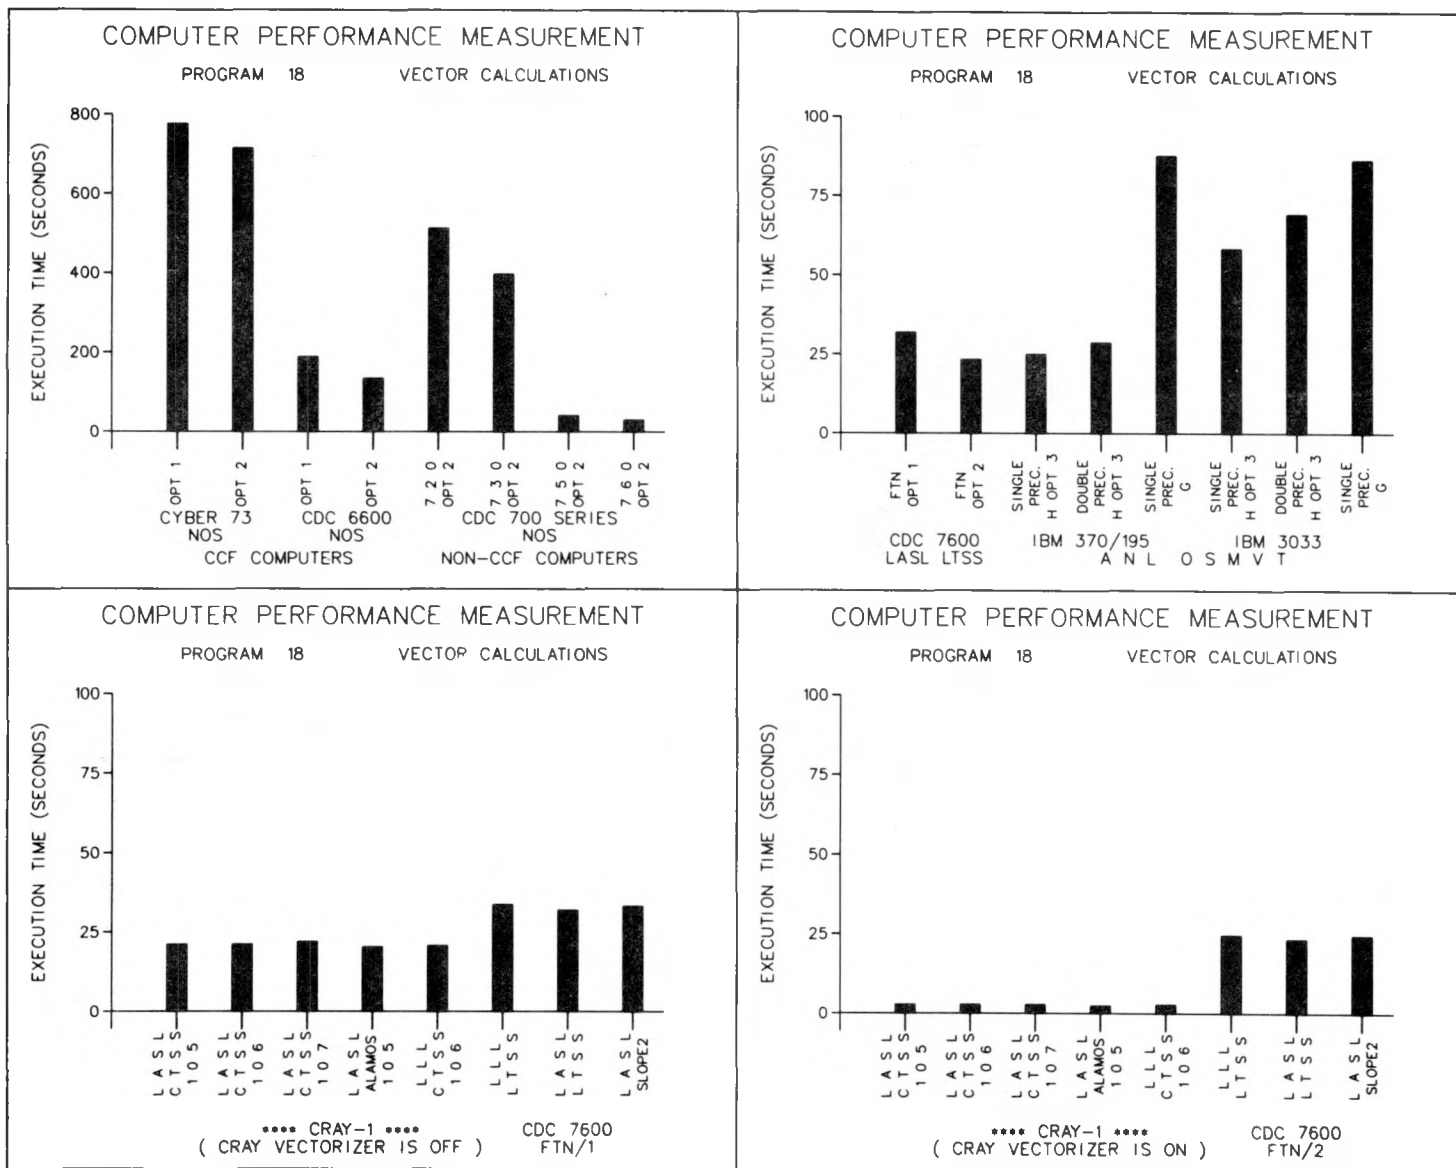 COMPUTER PERFORMANCE MEASUREMENT
PROGRAM 18 VECTOR CALCULATIONS
EXECUTION TIME (SECONDS)
800
600
400
200
0
OPT 1
OPT 2
OPT 1
OPT 2
7 2 0
OPT 2
7 3 0
OPT 2
7 5 0
OPT 2
7 6 0
OPT 2
CYBER 73 CDC 6600 CDC 700 SERIES
NOS NOS NOS
CCF COMPUTERS NON-CCF COMPUTERS
COMPUTER PERFORMANCE MEASUREMENT
PROGRAM 18 VECTOR CALCULATIONS
EXECUTION TIME (SECONDS)
100
75
50
25
0
FTN
OPT 1
FTN
OPT 2
SINGLE
PREC.
H OPT 3
DOUBLE
PREC.
H OPT 3
SINGLE
PREC.
G
SINGLE
PREC.
H OPT 3
DOUBLE
PREC.
H OPT 3
SINGLE
PREC.
G
CDC 7600 IBM 370/195 IBM 3033
LASL LTSS A N L O S M V T
COMPUTER PERFORMANCE MEASUREMENT
PROGRAM 18 VECTOR CALCULATIONS
EXECUTION TIME (SECONDS)
100
75
50
25
0
L A S L
C T S S
1 0 5
L A S L
C T S S
1 0 6
L A S L
C T S S
1 0 7
L A S L
ALAMOS
1 0 5
L L L
C T S S
1 0 6
L L L
L T S S
L A S L
L T S S
L A S L
SLOPE2
**** CRAY-1 **** CDC 7600
( CRAY VECTORIZER IS OFF ) FTN/1
COMPUTER PERFORMANCE MEASUREMENT
PROGRAM 18 VECTOR CALCULATIONS
EXECUTION TIME (SECONDS)
100
75
50
25
0
L A S L
C T S S
1 0 5
L A S L
C T S S
1 0 6
L A S L
C T S S
1 0 7
L A S L
ALAMOS
1 0 5
L L L
C T S S
1 0 6
L L L
L T S S
L A S L
L T S S
L A S L
SLOPE2
**** CRAY-1 **** CDC 7600
( CRAY VECTORIZER IS ON ) FTN/2